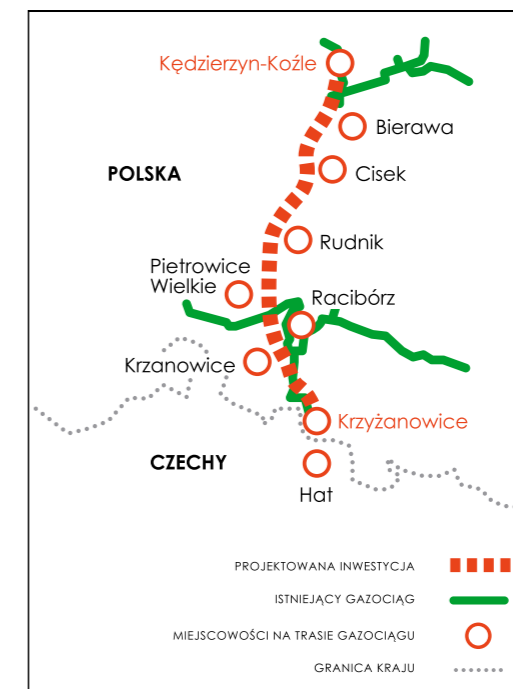 Kędzierzyn-Koźle
Bierawa
POLSKA
Cisek
Rudnik
Pietrowice
Wielkie
Racibórz
Krzanowice
Krzyżanowice
CZECHY
Hat
PROJEKTOWANA INWESTYCJA
ISTNIEJĄCY GAZOCIĄG
MIEJSCOWOŚCI NA TRASIE GAZOCIĄGU
GRANICA KRAJU